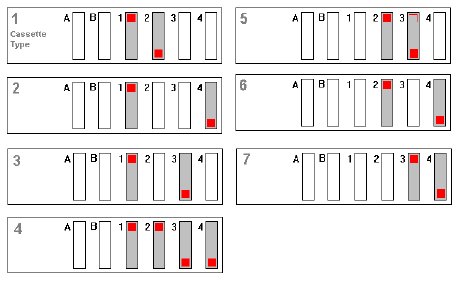 1 A B 1 2 3 4
Cassette
Type
2 A B 1 2 3 4
3 A B 1 2 3 4
4 A B 1 2 3 4
5 A B 1 2 3 4
6 A B 1 2 3 4
7 A B 1 2 3 4